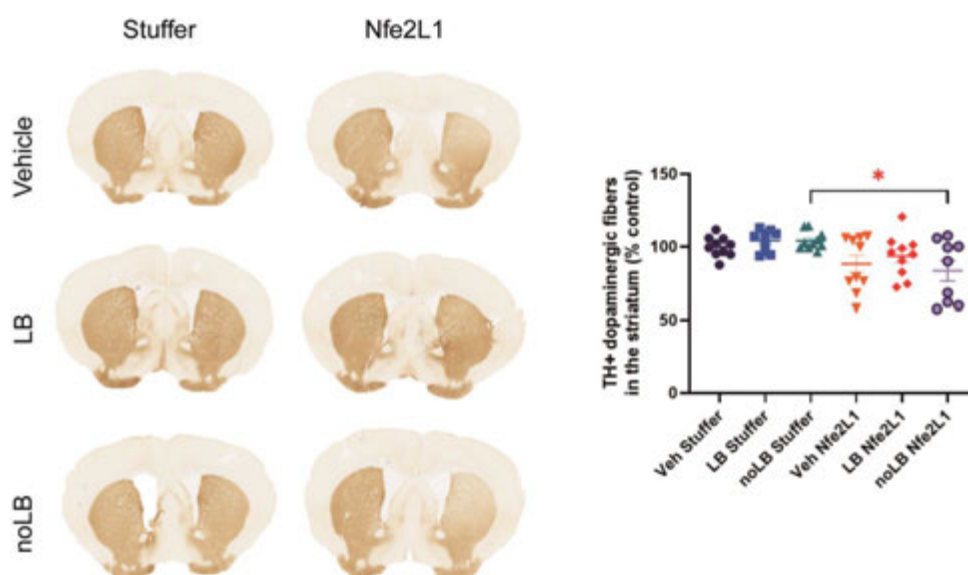 Stuffer
Nfe2L1
Vehicle
LB
noLB
TH+ dopaminergic fibers
in the striatum (% control)
150
100
50
0
*
Veh Stuffer
LB Stuffer
noLB Stuffer
Veh Nfe2L1
LB Nfe2L1
noLB Nfe2L1